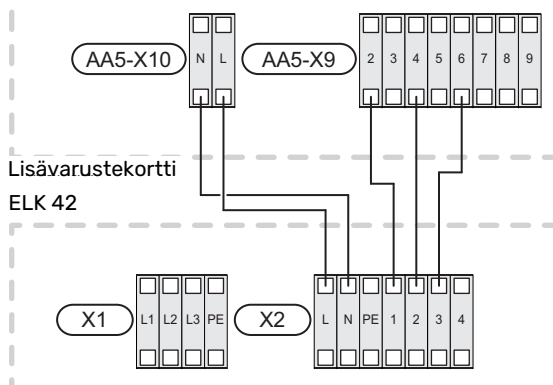 AA5-X10 N L AA5-X9 2 3 4 5 6 7 8 9
Lisävarustekortti
ELK 42
X1 L1 L2 L3 PE X2 L N PE 1 2 3 4